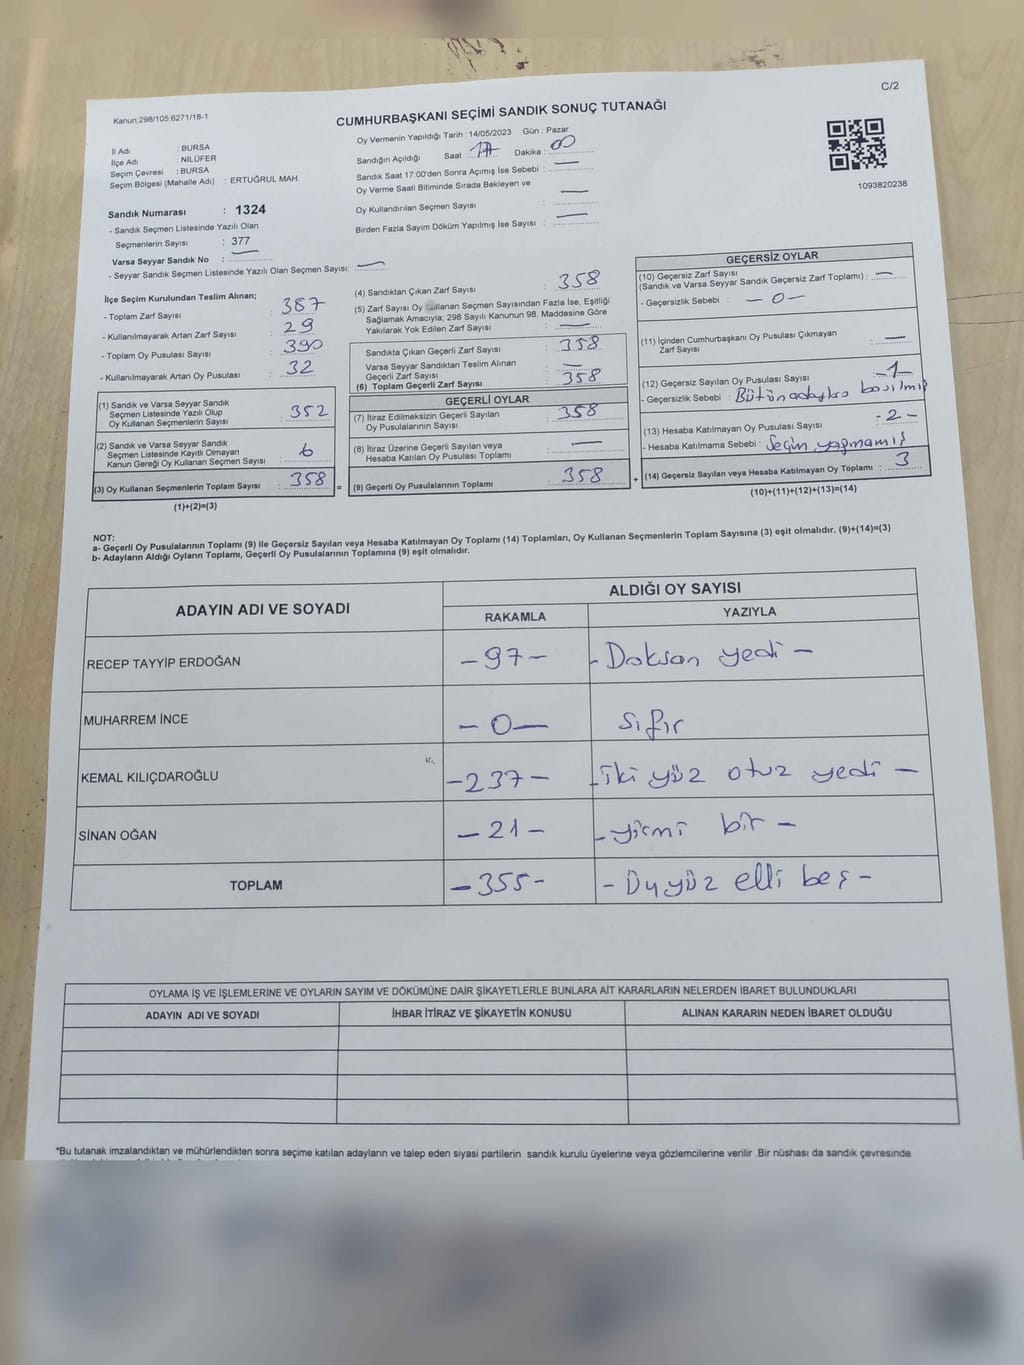 C/2
Kanun:298/105;6271/18-1
CUMHURBAŞKANI SEÇİMİ SANDIK SONUÇ TUTANAĞI
İl Adı : BURSA
İlçe Adı : NİLÜFER
Seçim Çevresi : BURSA
Seçim Bölgesi (Mahalle Adı) : ERTUĞRUL MAH.
Sandık Numarası : 1324
- Sandık Seçmen Listesinde Yazılı Olan
Seçmenlerin Sayısı : 377
Varsa Seyyar Sandık No : —
- Seyyar Sandık Seçmen Listesinde Yazılı Olan Seçmen Sayısı: —
Oy Vermenin Yapıldığı Tarih : 14/05/2023 Gün : Pazar
Sandığın Açıldığı Saat : 17 Dakika : 00
Sandık Saat 17:00'den Sonra Açımış İse Sebebi : —
Oy Verme Saati Bitiminde Sırada Bekleyen ve
Oy Kullandırılan Seçmen Sayısı : —
Birden Fazla Sayım Döküm Yapılmış İse Sayısı : —
1093820238
İlçe Seçim Kurulundan Teslim Alınan;
- Toplam Zarf Sayısı : 387
- Kullanılmayarak Artan Zarf Sayısı : 29
- Toplam Oy Pusulası Sayısı : 390
- Kullanılmayarak Artan Oy Pusulası : 32
(1) Sandık ve Varsa Seyyar Sandık
Seçmen Listesinde Yazılı Olup
Oy Kullanan Seçmenlerin Sayısı : 352
(2) Sandık ve Varsa Seyyar Sandık
Seçmen Listesinde Kayıtlı Olmayan
Kanun Gereği Oy Kullanan Seçmen Sayısı : 6
(3) Oy Kullanan Seçmenlerin Toplam Sayısı : 358 =
(1)+(2)=(3)
(4) Sandıktan Çıkan Zarf Sayısı : 358
(5) Zarf Sayısı Oy Kullanan Seçmen Sayısından Fazla İse, Eşitliği
Sağlamak Amacıyla; 298 Sayılı Kanunun 98. Maddesine Göre
Yakılarak Yok Edilen Zarf Sayısı : —
Sandıkta Çıkan Geçerli Zarf Sayısı : 358
Varsa Seyyar Sandıktan Teslim Alınan
Geçerli Zarf Sayısı : —
(6) Toplam Geçerli Zarf Sayısı : 358
GEÇERLİ OYLAR
(7) İtiraz Edilmeksizin Geçerli Sayılan
Oy Pusulalarının Sayısı : 358
(8) İtiraz Üzerine Geçerli Sayılan veya
Hesaba Katılan Oy Pusulası Toplamı : —
(9) Geçerli Oy Pusulalarının Toplamı : 358 +
GEÇERSİZ OYLAR
(10) Geçersiz Zarf Sayısı
(Sandık ve Varsa Seyyar Sandık Geçersiz Zarf Toplamı) : —
- Geçersizlik Sebebi : — 0 —
(11) İçinden Cumhurbaşkanı Oy Pusulası Çıkmayan
Zarf Sayısı : —
(12) Geçersiz Sayılan Oy Pusulası Sayısı : -1-
- Geçersizlik Sebebi : Bütün adaylara basılmış
(13) Hesaba Katılmayan Oy Pusulası Sayısı : -2-
- Hesaba Katılmama Sebebi : Seçim yapmamış
(14) Geçersiz Sayılan veya Hesaba Katılmayan Oy Toplamı : 3
(10)+(11)+(12)+(13)=(14)
NOT:
a- Geçerli Oy Pusulalarının Toplamı (9) ile Geçersiz Sayılan veya Hesaba Katılmayan Oy Toplamı (14) Toplamları, Oy Kullanan Seçmenlerin Toplam Sayısına (3) eşit olmalıdır. (9)+(14)=(3)
b- Adayların Aldığı Oyların Toplamı, Geçerli Oy Pusulalarının Toplamına (9) eşit olmalıdır.
ADAYIN ADI VE SOYADI
ALDIĞI OY SAYISI
RAKAMLA YAZIYLA
RECEP TAYYİP ERDOĞAN -97- - Doksan yedi -
MUHARREM İNCE - 0 - Sıfır
KEMAL KILIÇDAROĞLU Kı, -237- -iki yüz otuz yedi -
SİNAN OĞAN -21- -yirmi bir -
TOPLAM -355- - Üçyüz elli beş -
OYLAMA İŞ VE İŞLEMLERİNE VE OYLARIN SAYIM VE DÖKÜMÜNE DAİR ŞİKAYETLERLE BUNLARA AİT KARARLARIN NELERDEN İBARET BULUNDUKLARI
ADAYIN ADI VE SOYADI İHBAR İTİRAZ VE ŞİKAYETİN KONUSU ALINAN KARARIN NEDEN İBARET OLDUĞU
*Bu tutanak imzalandıktan ve mühürlendikten sonra seçime katılan adayların ve talep eden siyasi partilerin sandık kurulu üyelerine veya gözlemcilerine verilir .Bir nüshası da sandık çevresinde